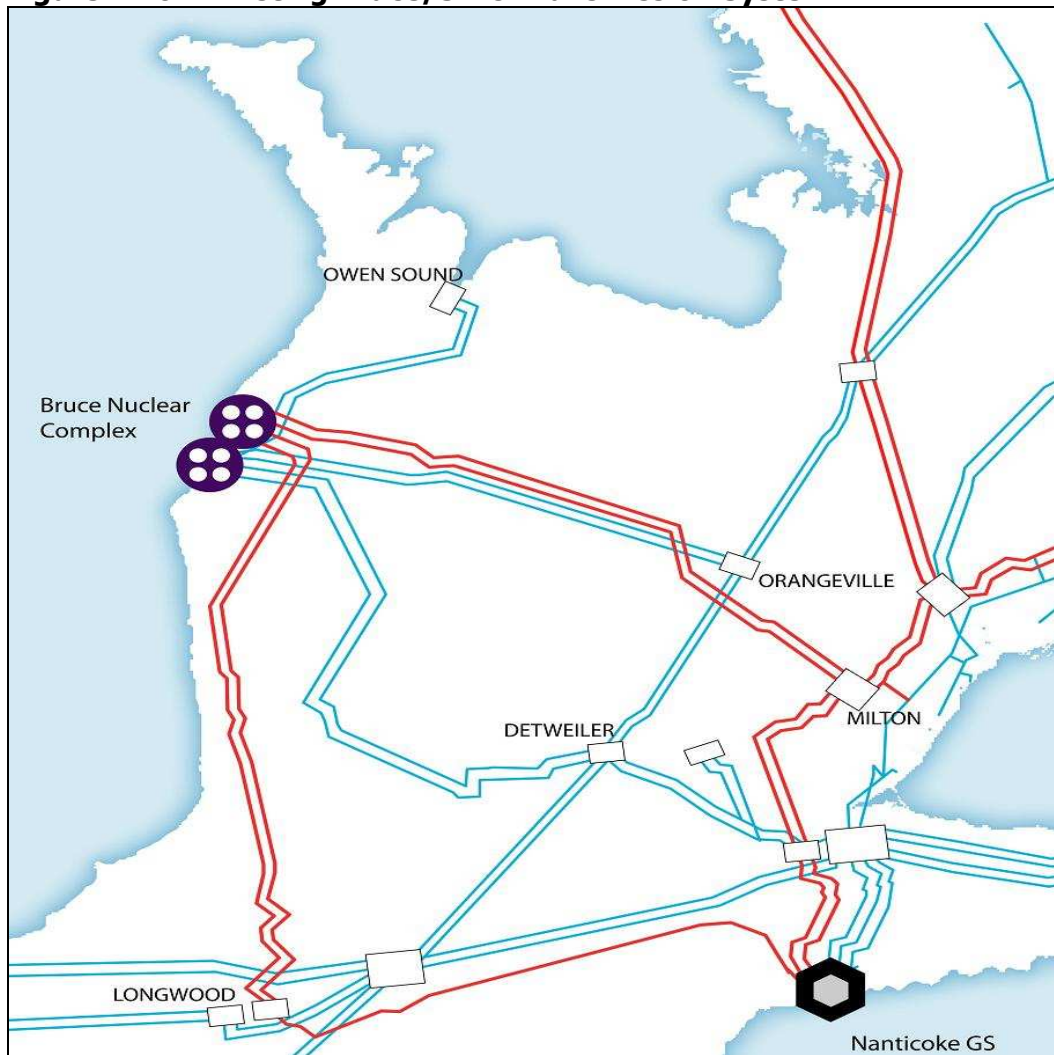 OWEN SOUND
Bruce Nuclear
Complex
ORANGEVILLE
MILTON
DETWEILER
LONGWOOD
Nanticoke GS